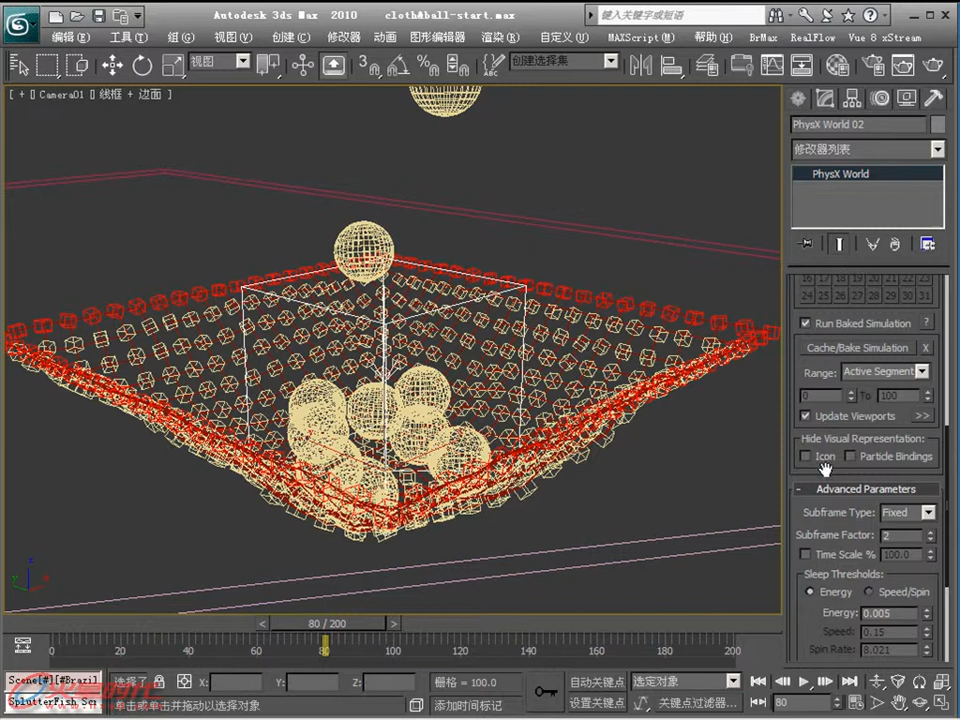 Autodesk 3ds Max 2010 cloth&ball-start.max
键入关键字或短语
编辑(E) 工具(T) 组(G) 视图(V) 创建(C) 修改器 动画 图形编辑器 渲染(R) 自定义(U) MAXScript(M) 帮助(H) BrMax RealFlow Vue 8 xStream
视图 3 创建选择集
[ + [] Camera01 [] 线框 + 边面 ]
PhysX World 02
修改器列表
PhysX World
16 17 18 19 20 21 22 23
24 25 26 27 28 29 30 31
Run Baked Simulation ?
Cache/Bake Simulation X
Range: Active Segment
0 To 100
Update Viewports >>
Hide Visual Representation:
Icon Particle Bindings
- Advanced Parameters
Subframe Type: Fixed
Subframe Factor: 2
Time Scale % 100.0
Sleep Thresholds:
Energy Speed/Spin
Energy: 0.005
Speed: 0.15
Spin Rate: 8.021
z
x
< 80 / 200 >
0 20 40 60 80 100 120 140 160 180 200
Scene[#][#Brazil 选择了 X: Y: Z: 栅格 = 100.0 自动关键点 选定对象
SplutterFish Scr 单击或单击并拖动以选择对象 添加时间标记 设置关键点 关键点过滤器... 80
火星时代